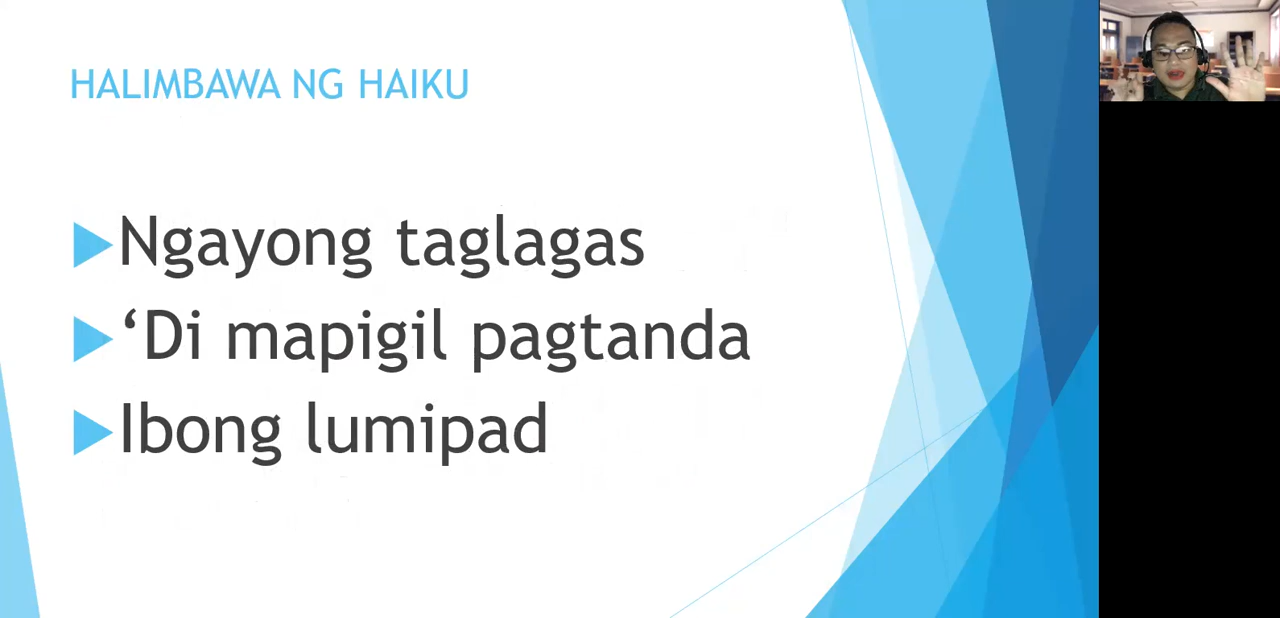 HALIMBAWA NG HAIKU
Ngayong taglagas
‘Di mapigil pagtanda
Ibong lumipad